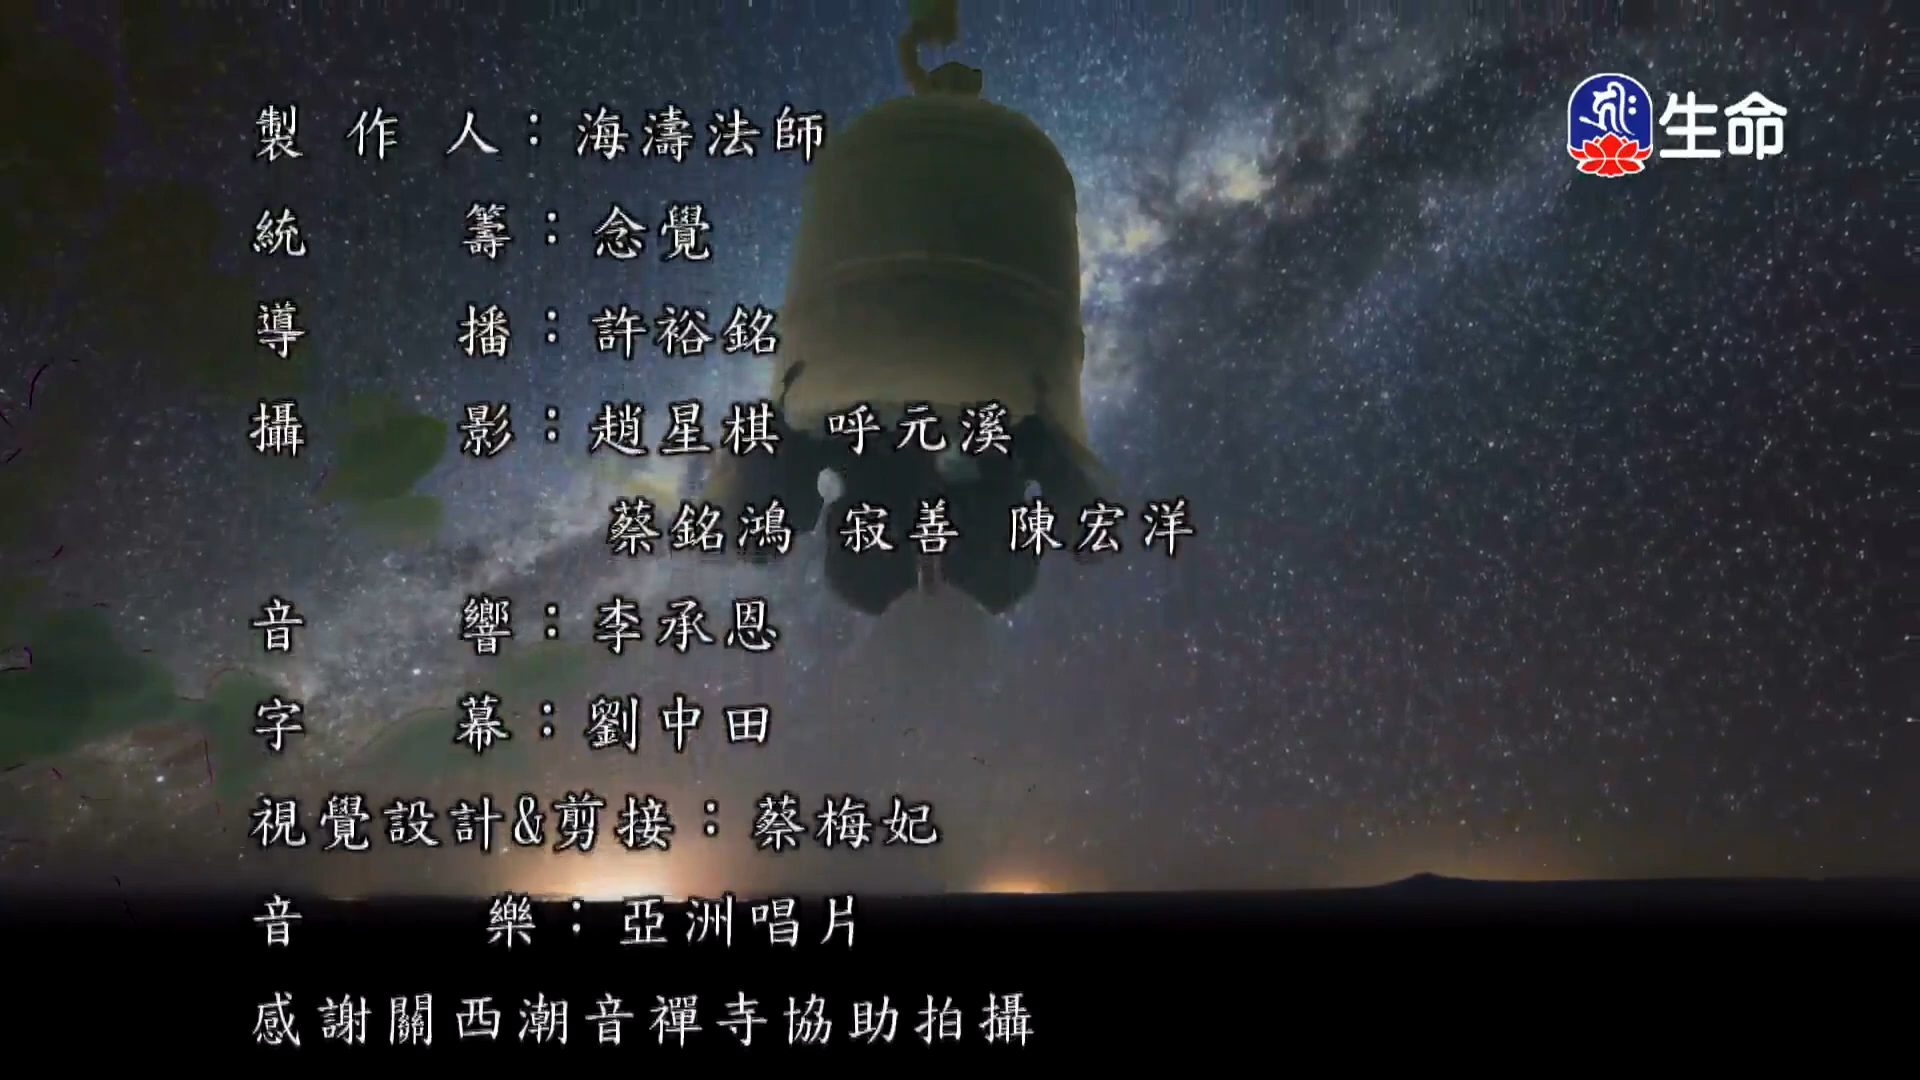 製作人：海濤法師
生命
統籌：念覺
導播：許裕銘
攝影：趙星棋 呼元溪
蔡銘鴻 寂善 陳宏洋
音響：李承恩
字幕：劉中田
視覺設計&剪接：蔡梅妃
音樂：亞洲唱片
感謝關西潮音禪寺協助拍攝